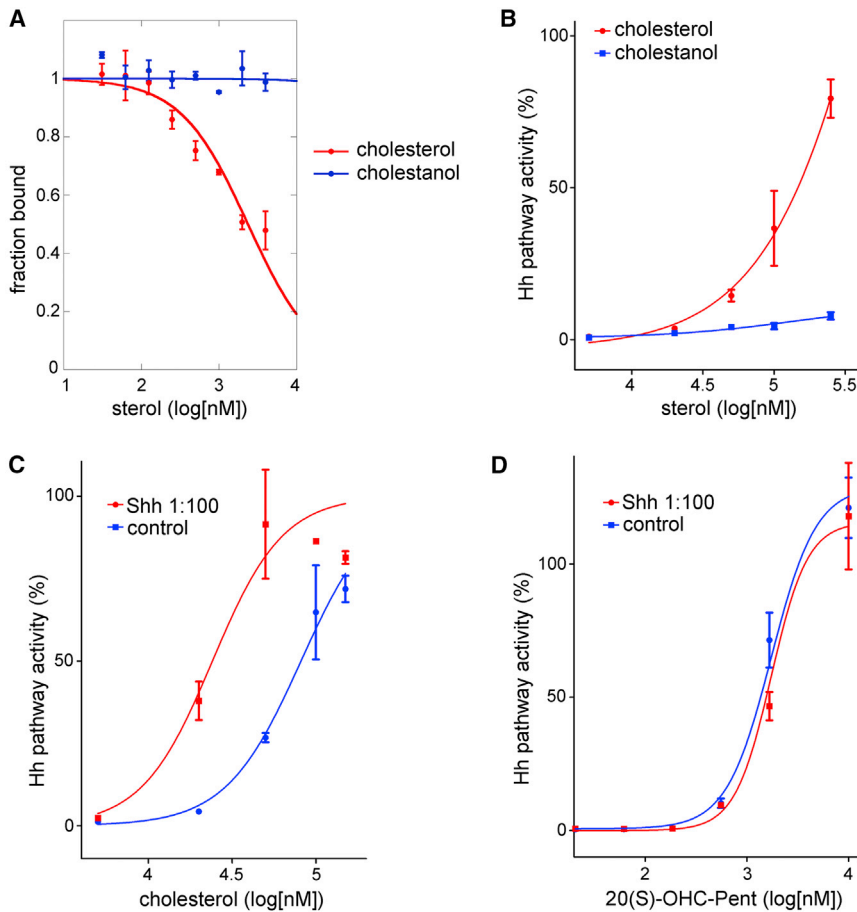 A
fraction bound
1
0.8
0.6
0.4
0.2
0
1
2
3
4
sterol (log[nM])
cholesterol
cholestanol
B
cholesterol
cholestanol
Hh pathway activity (%)
100
50
0
4
4.5
5
5.5
sterol (log[nM])
C
Shh 1:100
control
Hh pathway activity (%)
100
50
0
4
4.5
5
cholesterol (log[nM])
D
Shh 1:100
control
Hh pathway activity (%)
100
50
0
2
3
4
20(S)-OHC-Pent (log[nM])